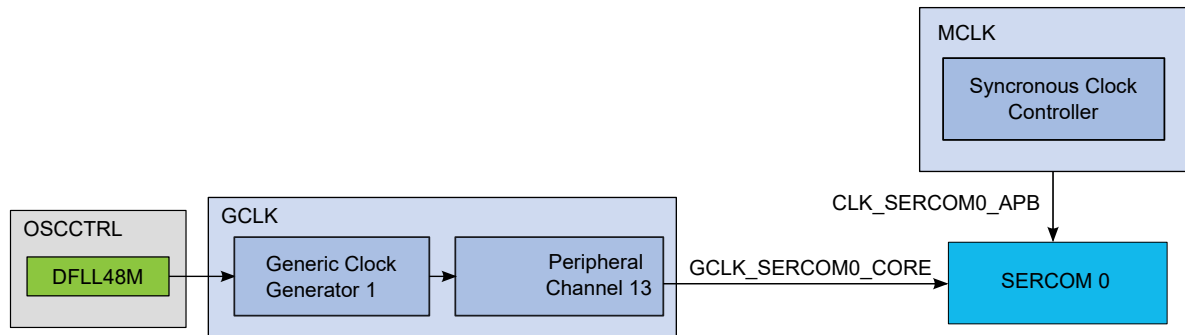 MCLK
Syncronous Clock
Controller
CLK_SERCOM0_APB
OSCCTRL
DFLL48M
GCLK
Generic Clock
Generator 1
Peripheral
Channel 13
GCLK_SERCOM0_CORE
SERCOM 0